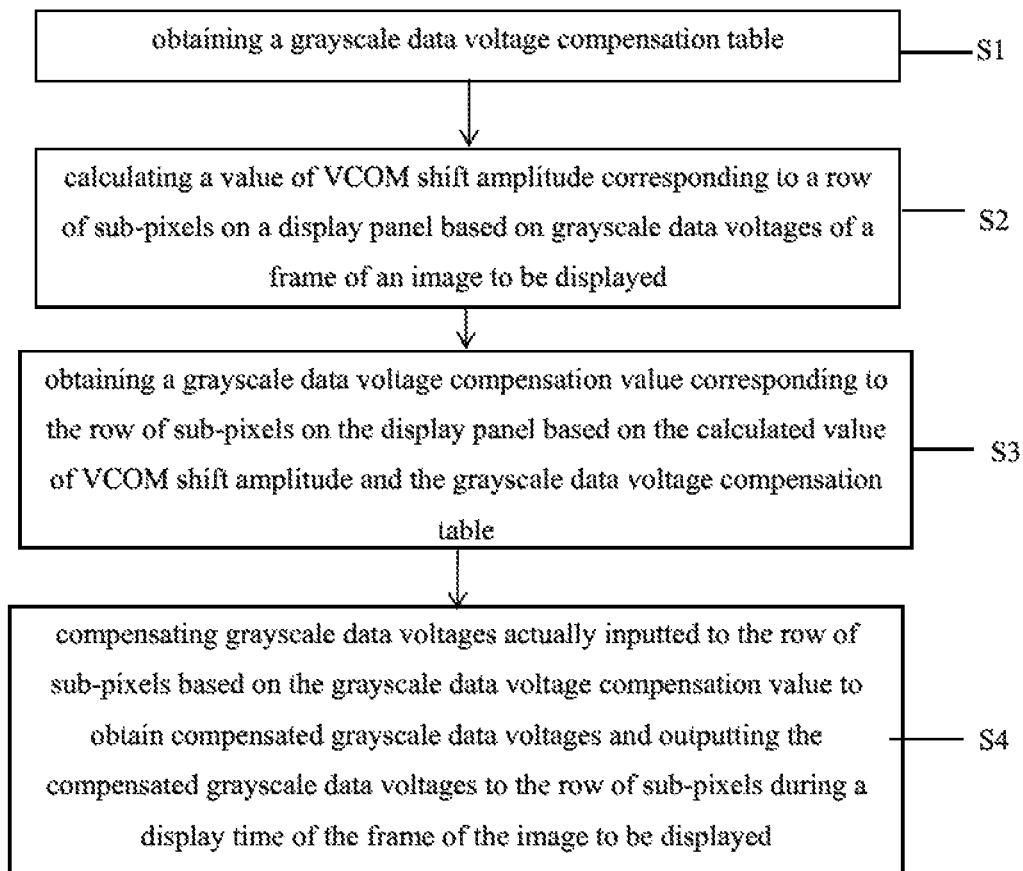 obtaining a grayscale data voltage compensation table
S1
calculating a value of VCOM shift amplitude corresponding to a row
of sub-pixels on a display panel based on grayscale data voltages of a
frame of an image to be displayed
S2
obtaining a grayscale data voltage compensation value corresponding to
the row of sub-pixels on the display panel based on the calculated value
of VCOM shift amplitude and the grayscale data voltage compensation
table
S3
compensating grayscale data voltages actually inputted to the row of
sub-pixels based on the grayscale data voltage compensation value to
obtain compensated grayscale data voltages and outputting the
compensated grayscale data voltages to the row of sub-pixels during a
display time of the frame of the image to be displayed
S4